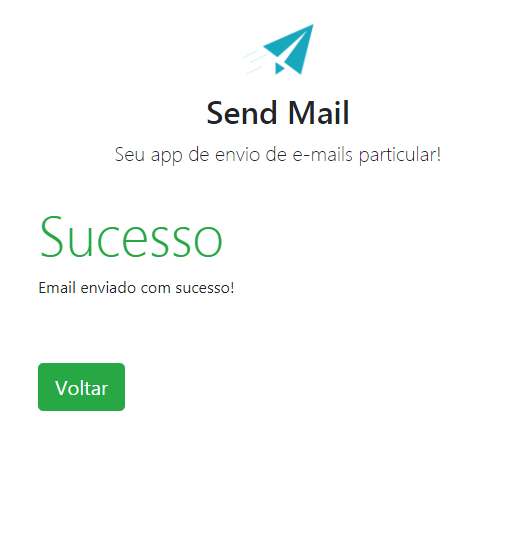 Send Mail
Seu app de envio de e-mails particular!
Sucesso
Email enviado com sucesso!
Voltar